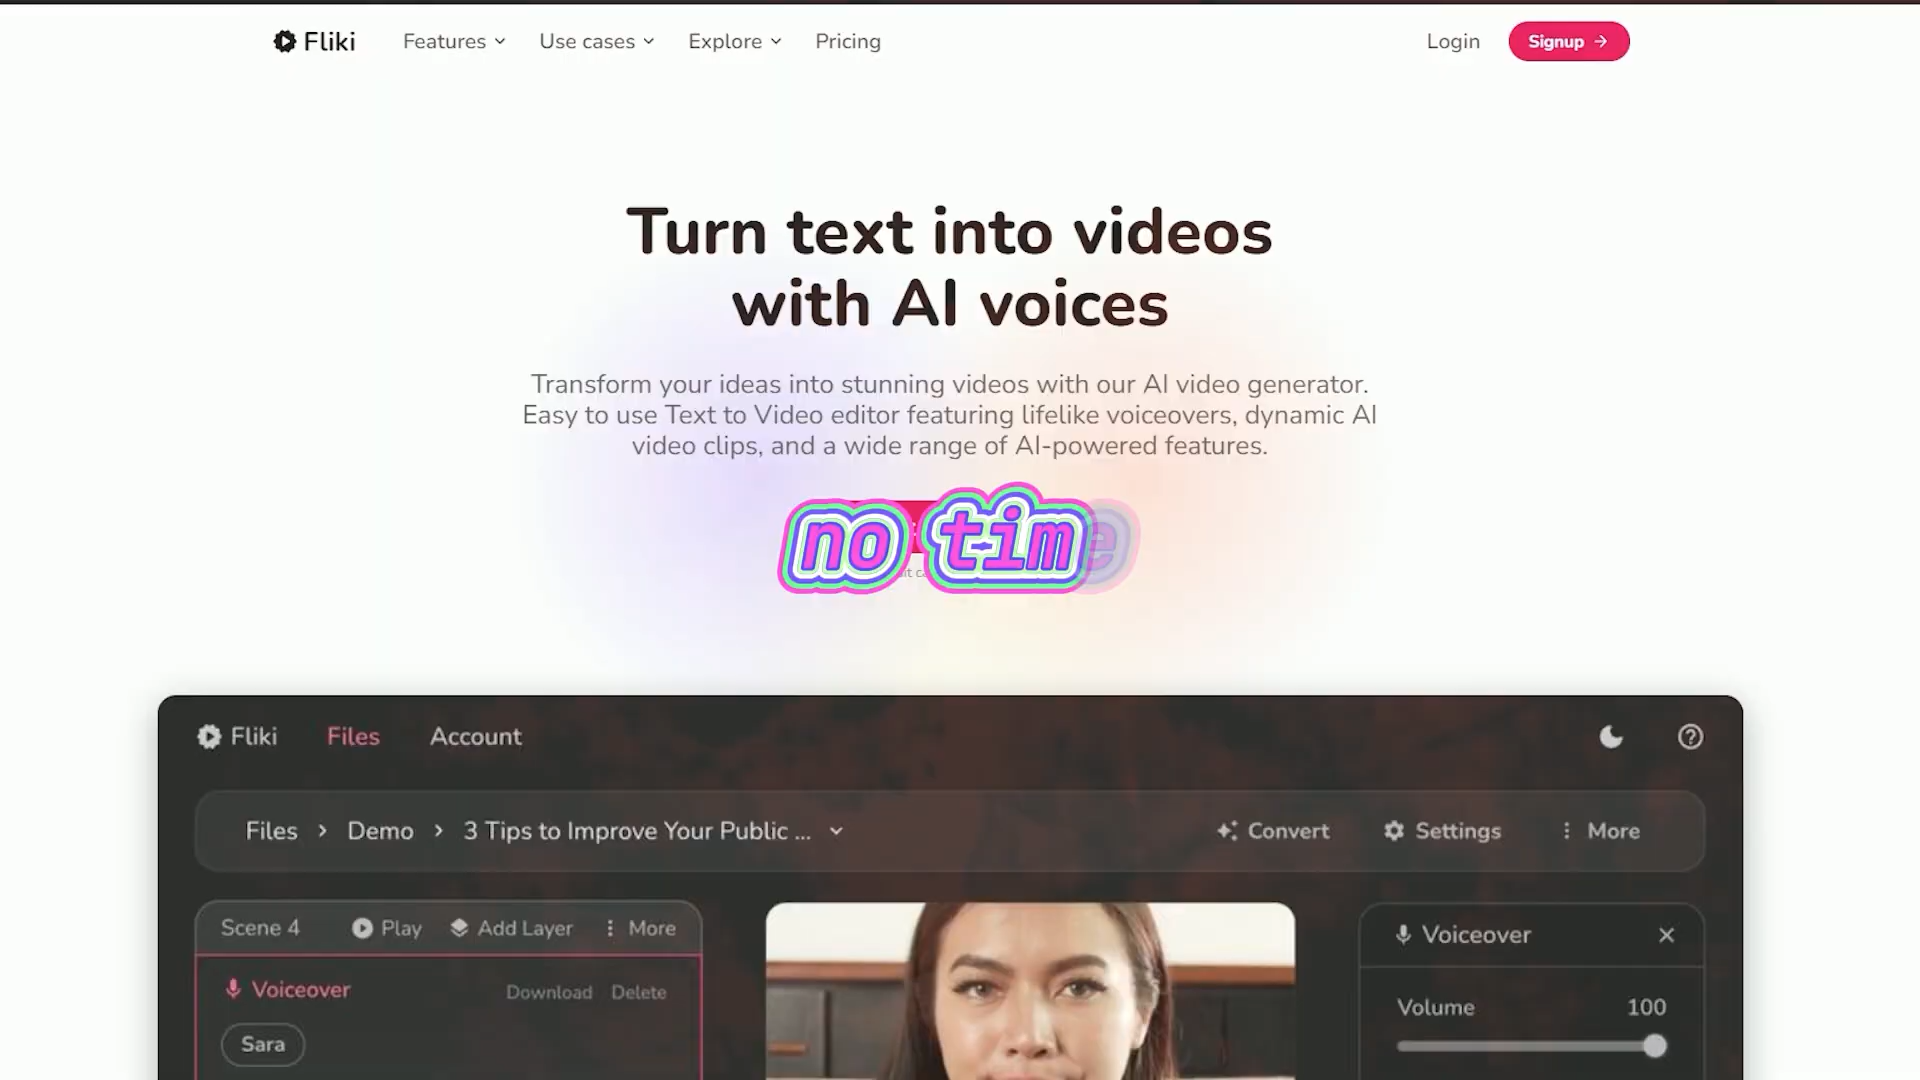 Fliki Features Use cases Explore Pricing Login Signup
Turn text into videos
with AI voices
Transform your ideas into stunning videos with our AI video generator.
Easy to use Text to Video editor featuring lifelike voiceovers, dynamic AI
video clips, and a wide range of AI-powered features.
no time
Fliki Files Account
Files > Demo > 3 Tips to Improve Your Public ... Convert Settings More
Scene 4 Play Add Layer More
Voiceover Download Delete
Sara
Voiceover
Volume 100